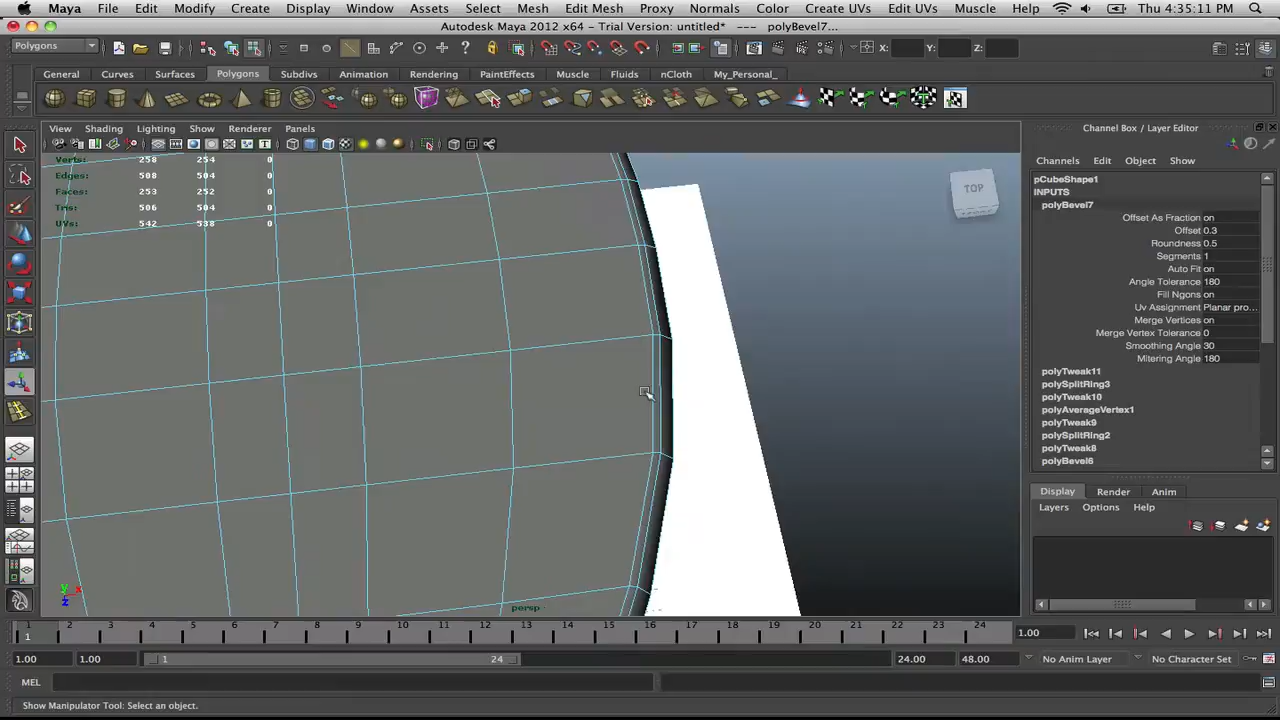 Maya File Edit Modify Create Display Window Assets Select Mesh Edit Mesh Proxy Normals Color Create UVs Edit UVs Muscle Help Thu 4:35:11 PM
Autodesk Maya 2012 x64 - Trial Version: untitled* --- polyBevel7...
Polygons X: Y: Z:
General Curves Surfaces Polygons Subdivs Animation Rendering PaintEffects Muscle Fluids nCloth My_Personal_
View Shading Lighting Show Renderer Panels
Verts: 258 254 0
Edges: 508 504 0
Faces: 253 252 0
Tris: 506 504 0
UVs: 542 538 0
TOP
y x
z
persp
Channel Box / Layer Editor
Channels Edit Object Show
pCubeShape1
INPUTS
polyBevel7
Offset As Fraction on
Offset 0.3
Roundness 0.5
Segments 1
Auto Fit on
Angle Tolerance 180
Fill Ngons on
Uv Assignment Planar pro...
Merge Vertices on
Merge Vertex Tolerance 0
Smoothing Angle 30
Mitering Angle 180
polyTweak11
polySplitRing3
polyTweak10
polyAverageVertex1
polyTweak9
polySplitRing2
polyTweak8
polyBevel6
Display Render Anim
Layers Options Help
1 2 3 4 5 6 7 8 9 10 11 12 13 14 15 16 17 18 19 20 21 22 23 24
1
1.00
1.00 1.00 1 24 24.00 48.00 No Anim Layer No Character Set
MEL
Show Manipulator Tool: Select an object.